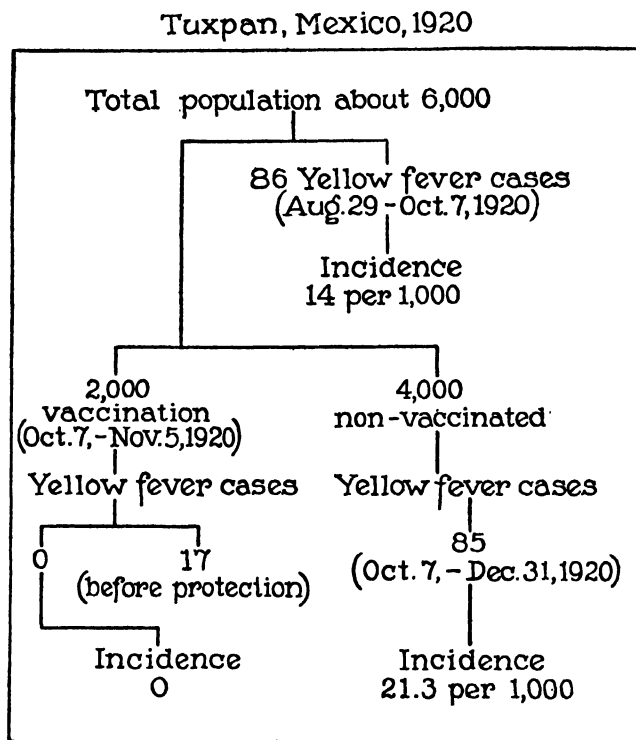 Tuxpan, Mexico, 1920
Total population about 6,000
86 Yellow fever cases
(Aug. 29 - Oct. 7, 1920)
Incidence
14 per 1,000
2,000
vaccination
(Oct. 7, - Nov. 5, 1920)
Yellow fever cases
0
17
(before protection)
Incidence
0
4,000
non-vaccinated
Yellow fever cases
85
(Oct. 7, - Dec. 31, 1920)
Incidence
21.3 per 1,000